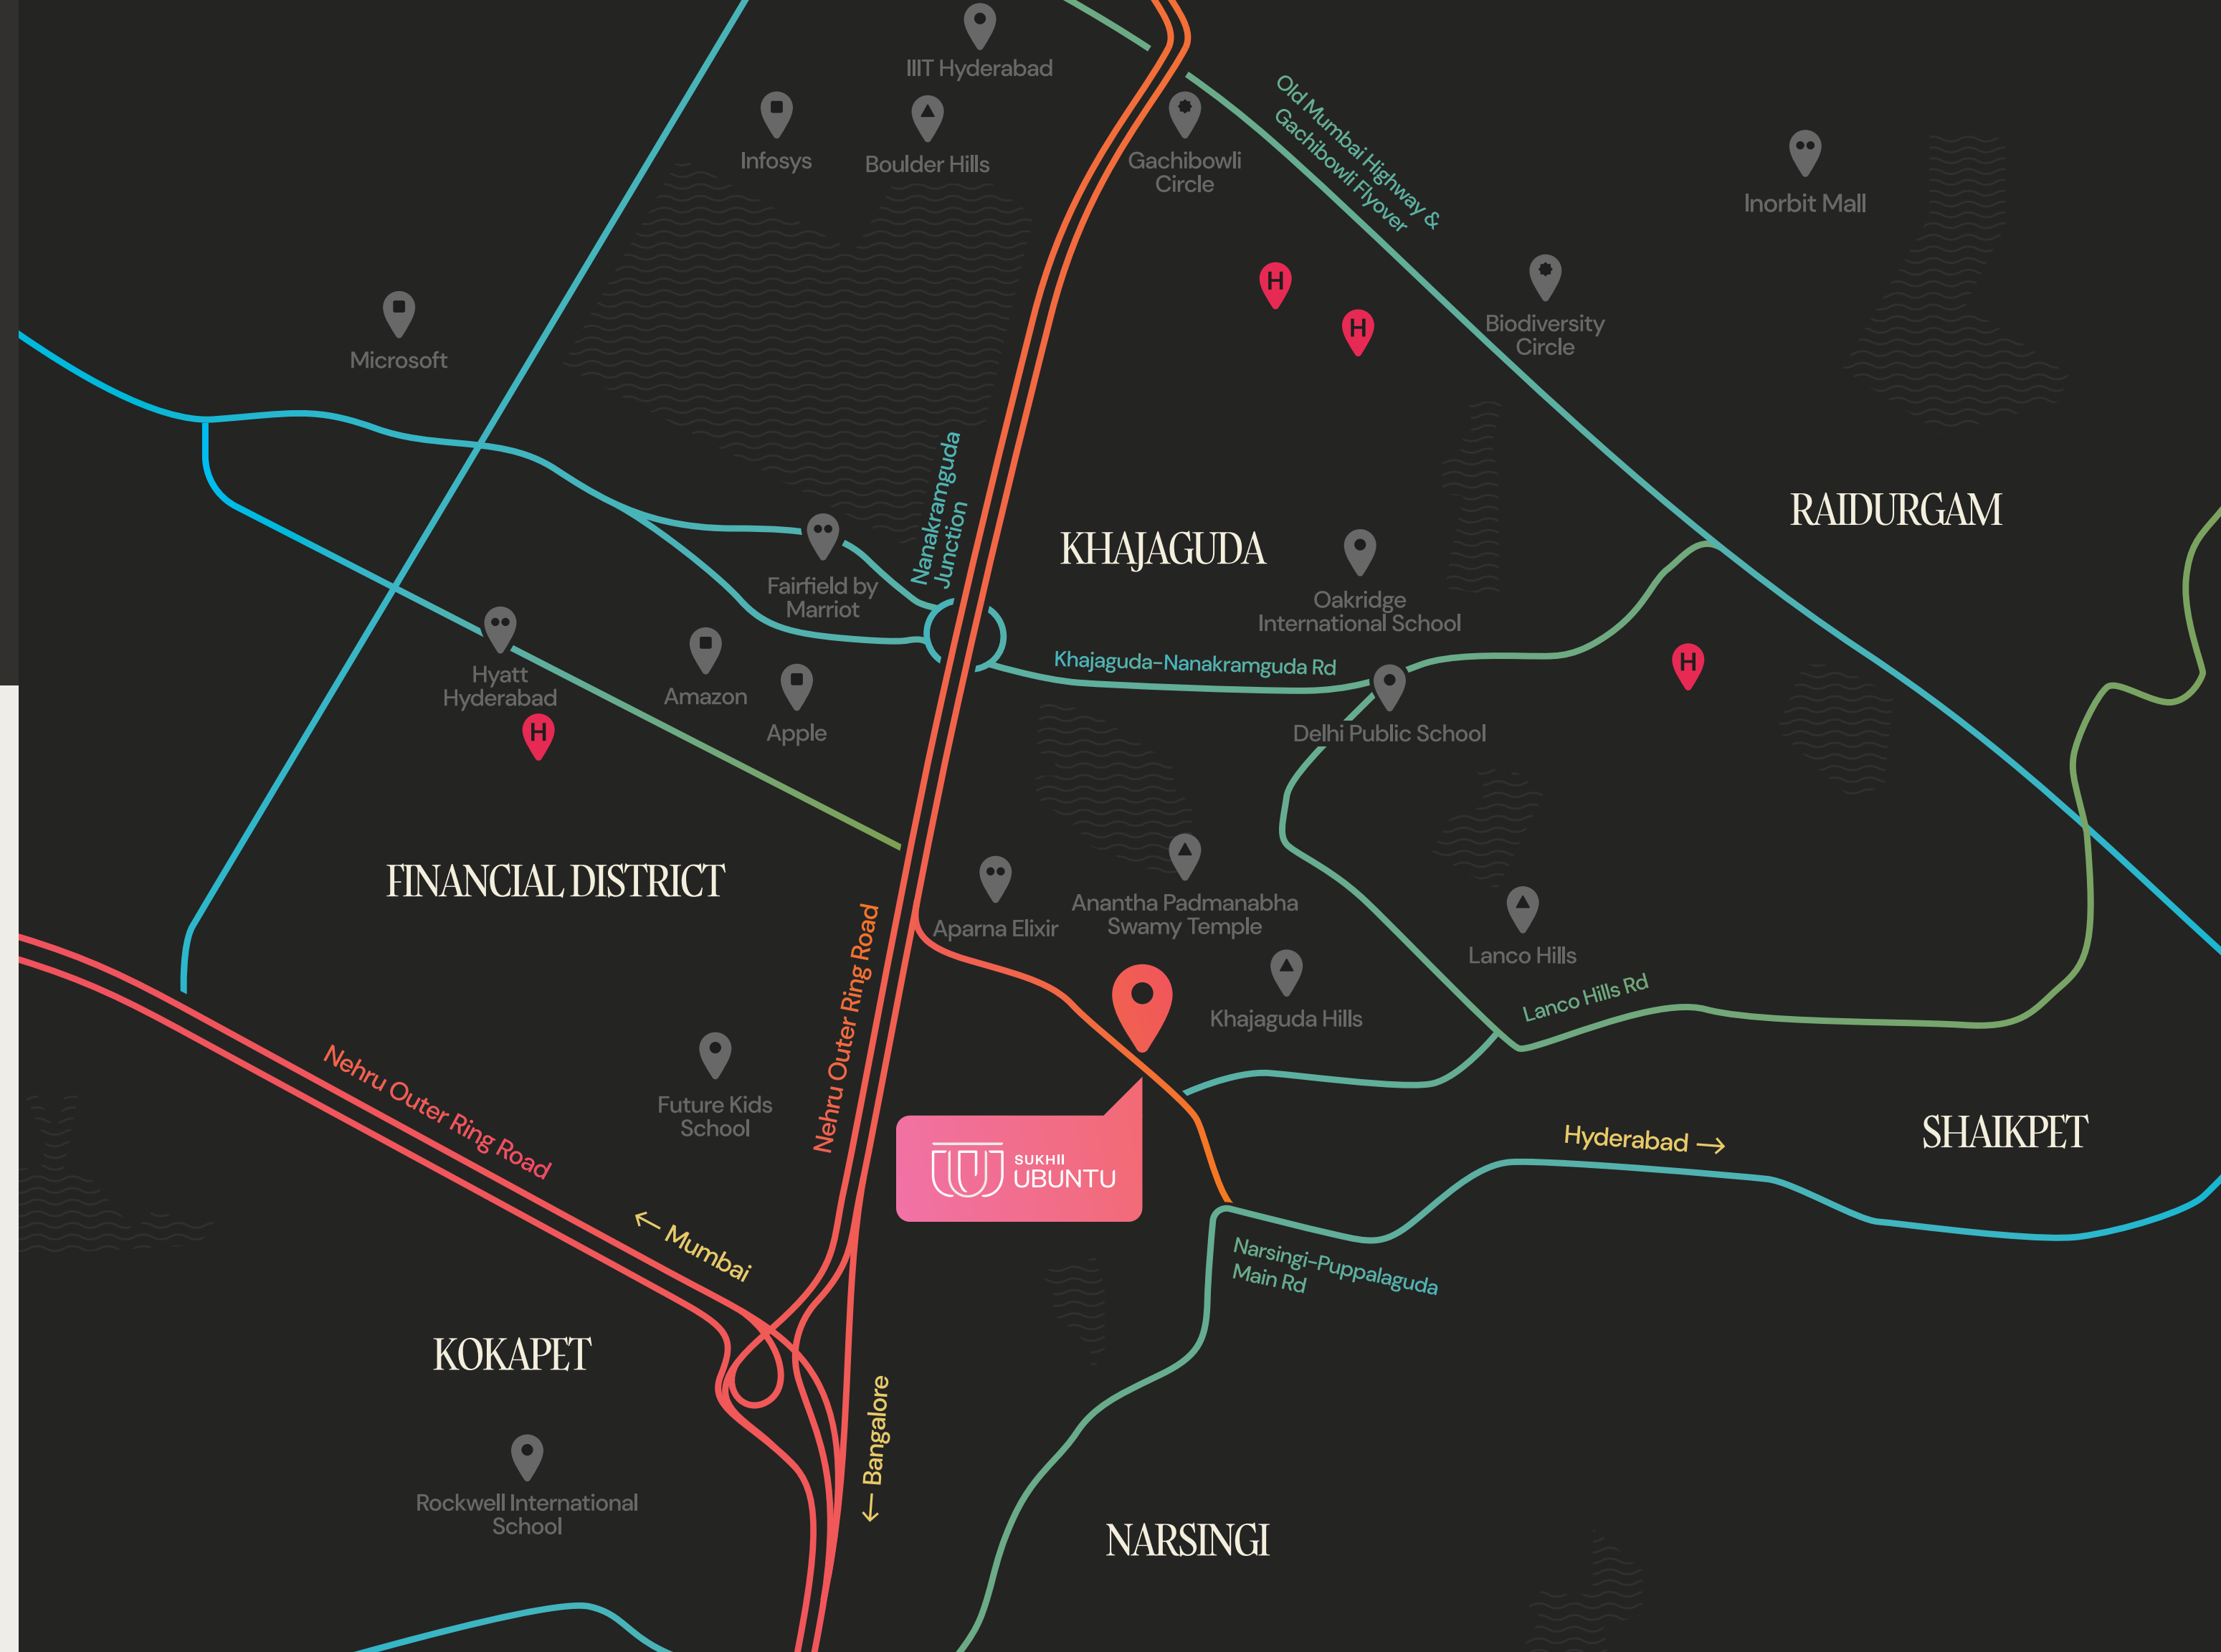 IIIT Hyderabad
Infosys
Boulder Hills
Gachibowli
Circle
Old Mumbai Highway &
Gachibowli Flyover
Inorbit Mall
H
H
Biodiversity
Circle
Microsoft
Nanakramguda
Junction
KHAJAGUDA
RAIDURGAM
Fairfield by
Marriot
Oakridge
International School
Khajaguda-Nanakramguda Rd
H
Hyatt
Hyderabad
Amazon
Apple
H
Delhi Public School
FINANCIAL DISTRICT
Aparna Elixir
Anantha Padmanabha
Swamy Temple
Lanco Hills
Khajaguda Hills
Lanco Hills Rd
Nehru Outer Ring Road
Nehru Outer Ring Road
Future Kids
School
SUKHII
UBUNTU
Hyderabad →
SHAIKPET
← Mumbai
Narsingi-Puppalaguda
Main Rd
KOKAPET
← Bangalore
Rockwell International
School
NARSINGI